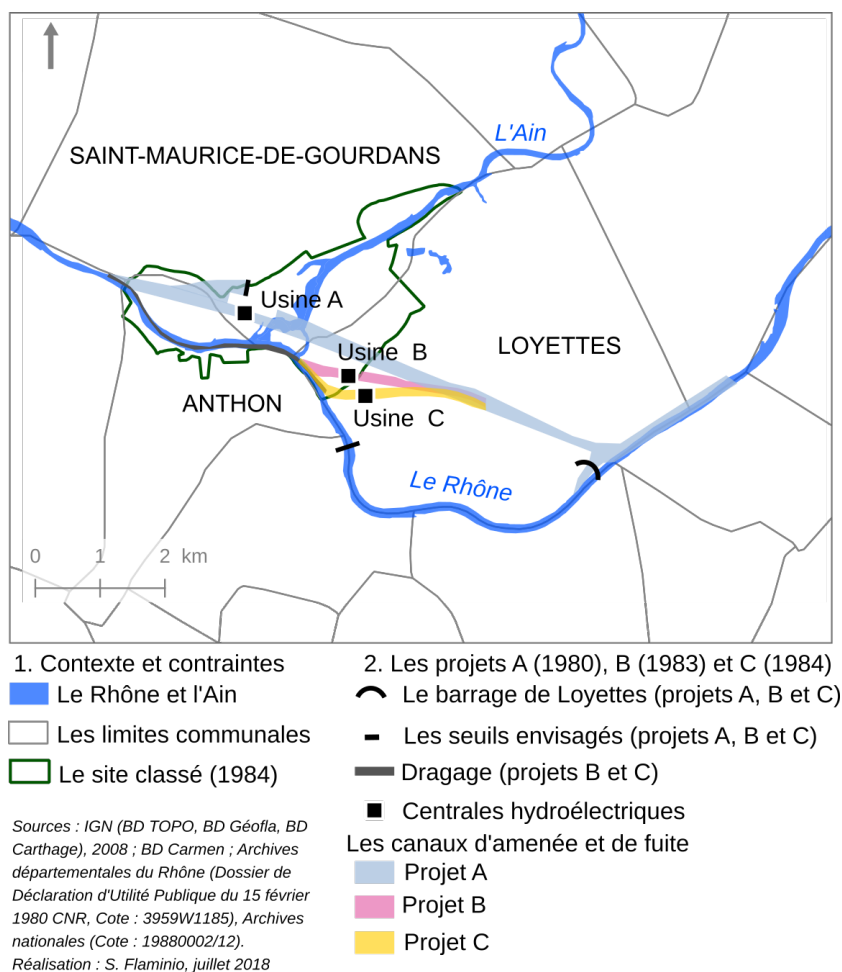 L'Ain
SAINT-MAURICE-DE-GOURDANS
Usine A
Usine B
LOYETTES
ANTHON
Usine C
Le Rhône
0 1 2 km
1. Contexte et contraintes
Le Rhône et l'Ain
Les limites communales
Le site classé (1984)
Sources : IGN (BD TOPO, BD Géofla, BD
Carthage), 2008 ; BD Carmen ; Archives
départementales du Rhône (Dossier de
Déclaration d'Utilité Publique du 15 février
1980 CNR, Cote : 3959W1185), Archives
nationales (Cote : 19880002/12).
Réalisation : S. Flaminio, juillet 2018
2. Les projets A (1980), B (1983) et C (1984)
Le barrage de Loyettes (projets A, B et C)
Les seuils envisagés (projets A, B et C)
Dragage (projets B et C)
Centrales hydroélectriques
Les canaux d'amenée et de fuite
Projet A
Projet B
Projet C